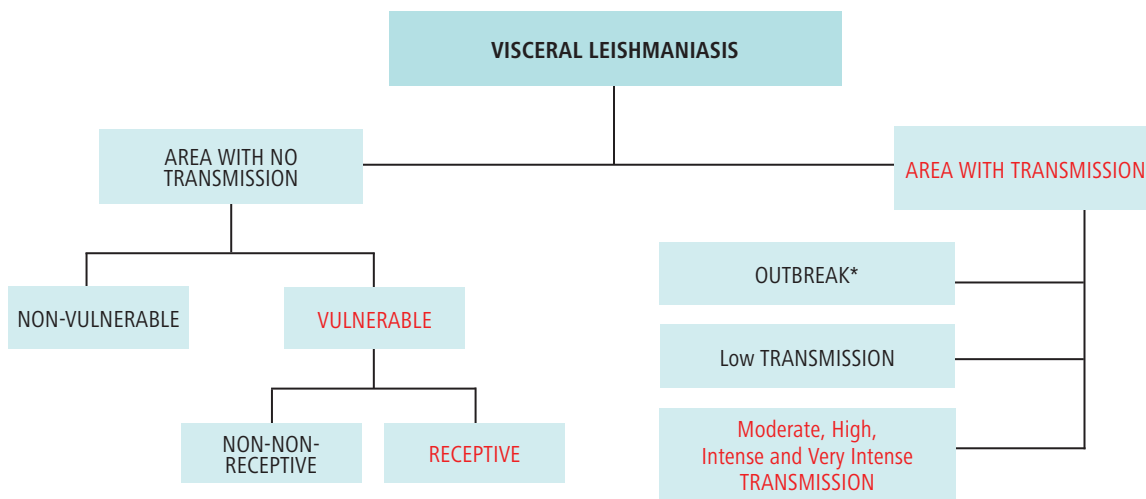 VISCERAL LEISHMANIASIS
AREA WITH NO
TRANSMISSION
AREA WITH TRANSMISSION
OUTBREAK*
NON-VULNERABLE
VULNERABLE
Low TRANSMISSION
NON-NON-
RECEPTIVE
RECEPTIVE
Moderate, High,
Intense and Very Intense
TRANSMISSION